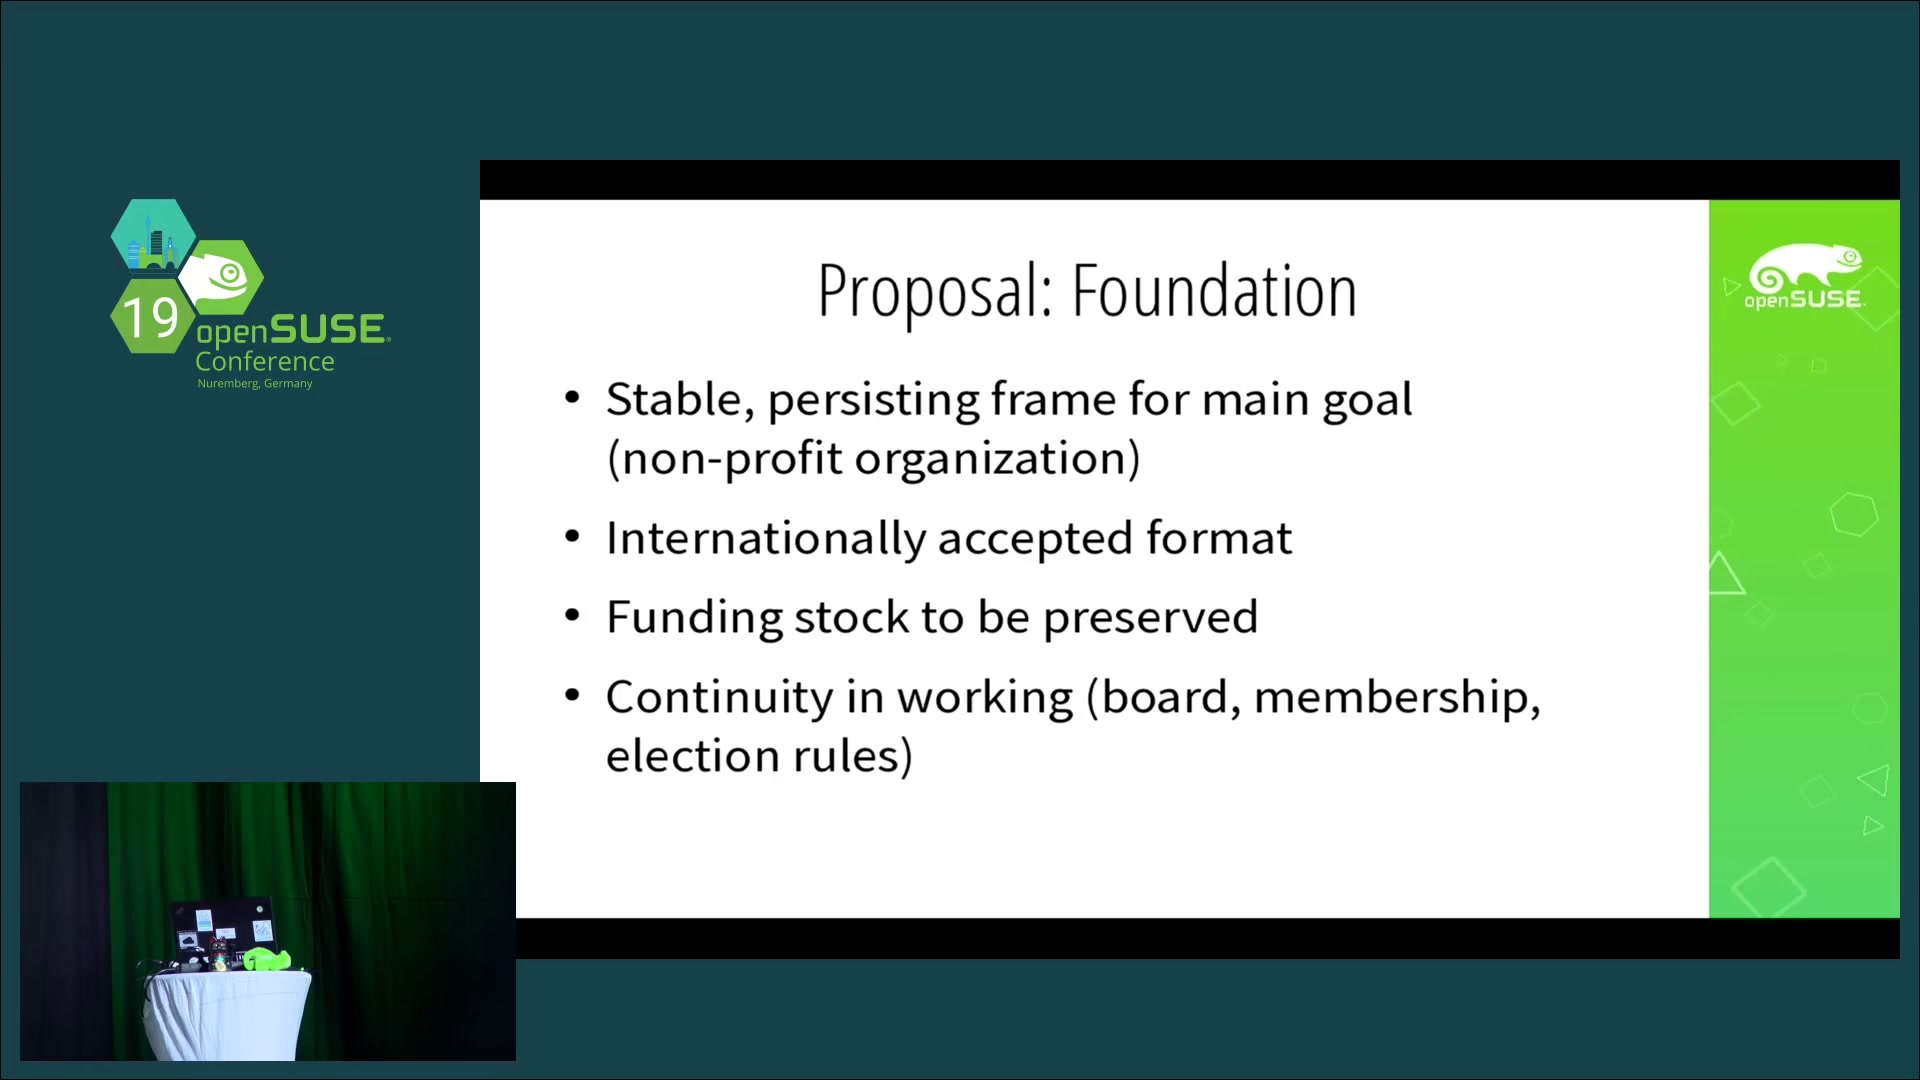 19
openSUSE
Conference
Nuremberg, Germany
Proposal: Foundation
• Stable, persisting frame for main goal
(non-profit organization)
• Internationally accepted format
• Funding stock to be preserved
• Continuity in working (board, membership,
election rules)
openSUSE